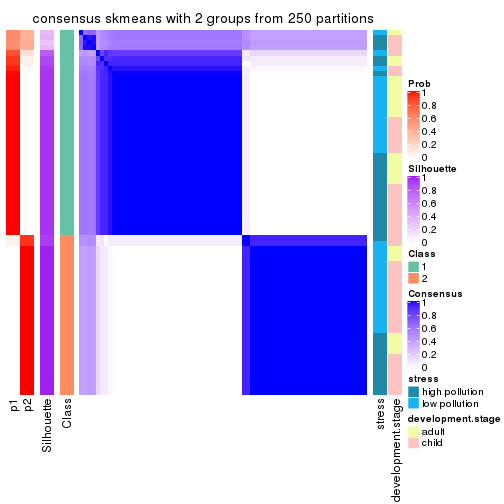 consensus skmeans with 2 groups from 250 partitions
Prob
1
0.8
0.6
0.4
0.2
0
Silhouette
1
0.8
0.6
0.4
0.2
0
Class
1
2
Consensus
1
0.8
0.6
0.4
0.2
0
stress
high pollution
low pollution
development.stage
adult
child
p1
p2
Silhouette
Class
stress
development.stage